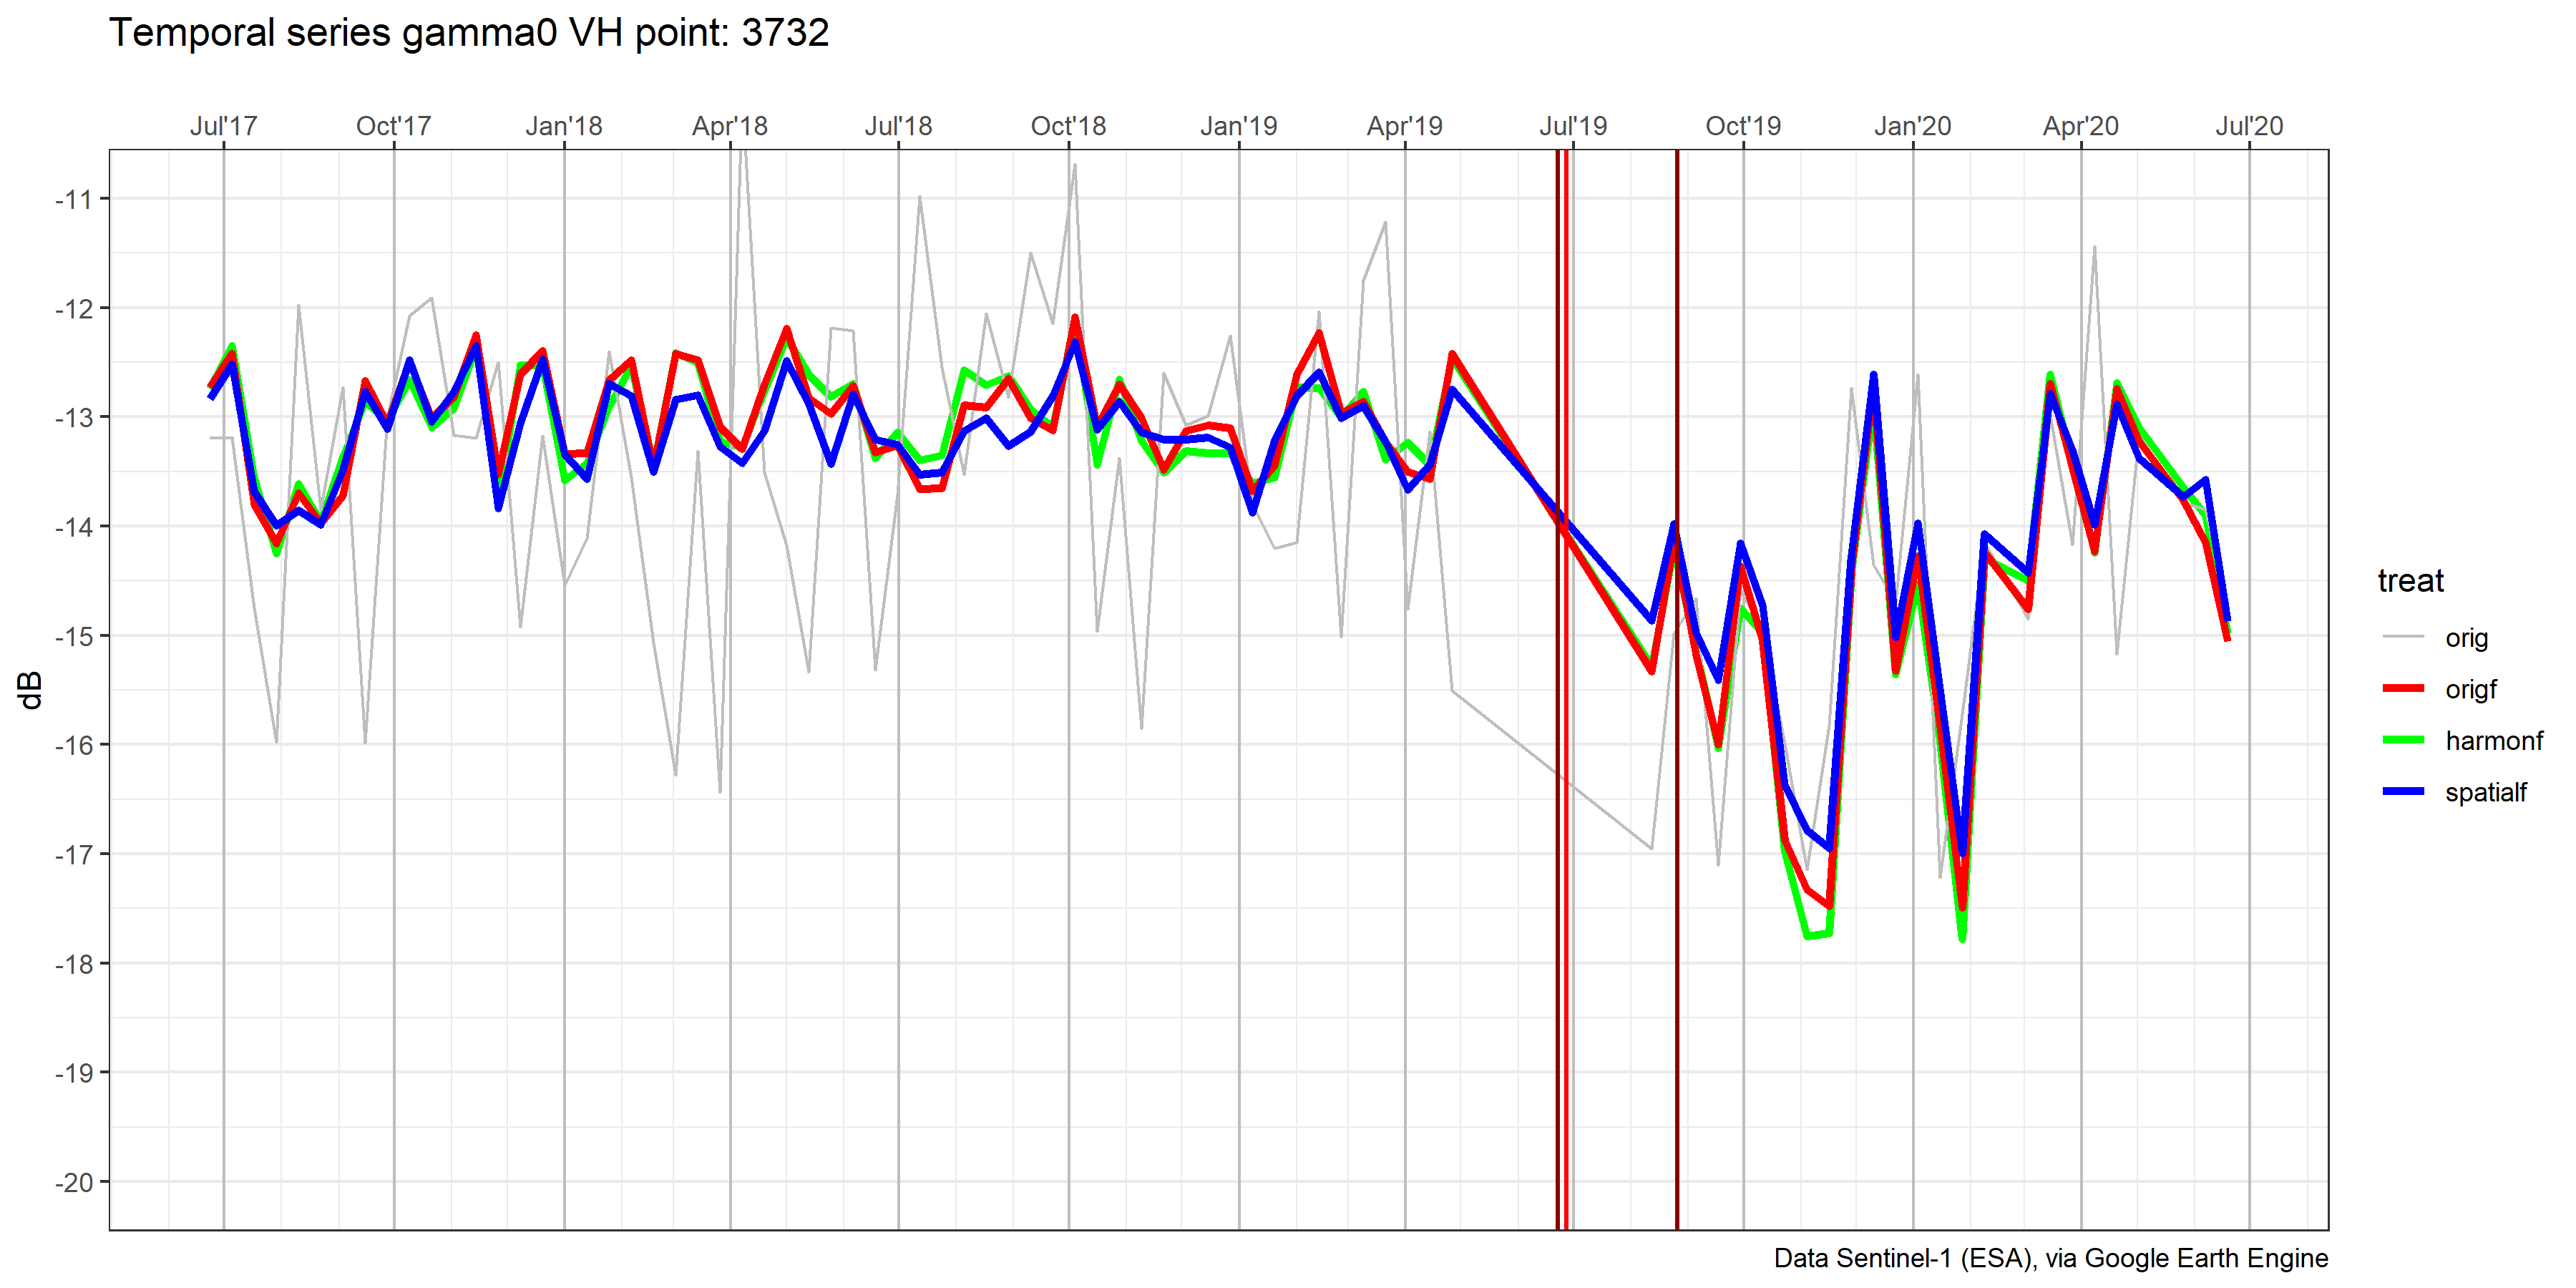 Temporal series gamma0 VH point: 3732
Jul'17 Oct'17 Jan'18 Apr'18 Jul'18 Oct'18 Jan'19 Apr'19 Jul'19 Oct'19 Jan'20 Apr'20 Jul'20
-11
-12
-13
-14
-15
-16
-17
-18
-19
-20
dB
treat
orig
origf
harmonf
spatialf
Data Sentinel-1 (ESA), via Google Earth Engine